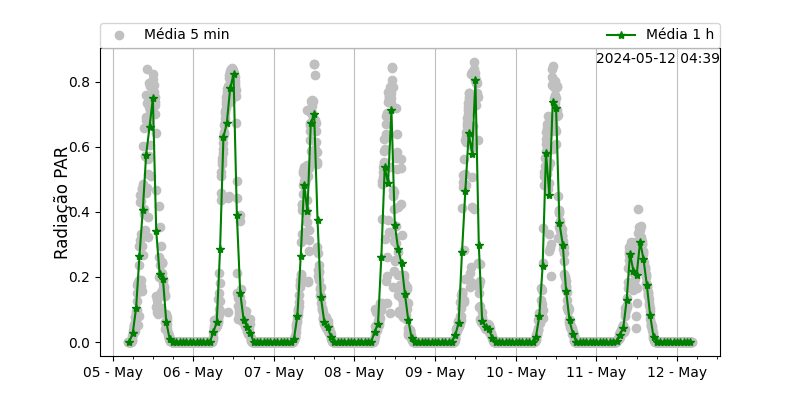 Média 5 min
Média 1 h
2024-05-12 04:39
Radiação PAR
0.8
0.6
0.4
0.2
0.0
05 - May
06 - May
07 - May
08 - May
09 - May
10 - May
11 - May
12 - May